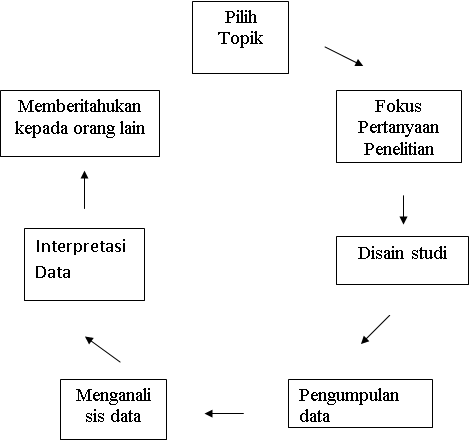 Pilih
Topik
Fokus
Pertanyaan
Penelitian
Disain studi
Pengumpulan
data
Menganali
sis data
Interpretasi
Data
Memberitahukan
kepada orang lain